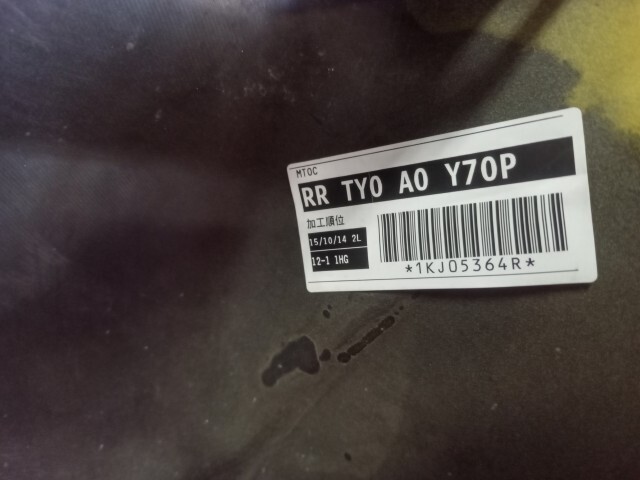 MTOC
RR TY0 A0 Y70P
加工順位
15/10/14 2L
12-1 1HG
*1KJ05364R*